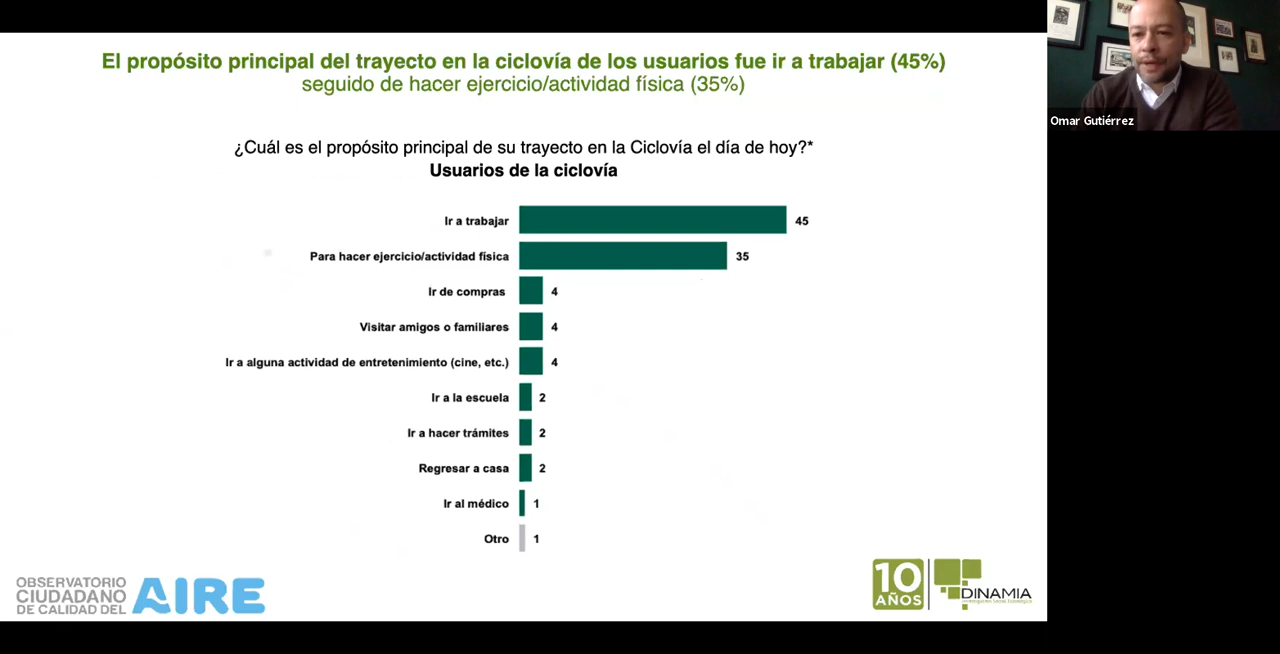 El propósito principal del trayecto en la ciclovía de los usuarios fue ir a trabajar (45%)
seguido de hacer ejercicio/actividad física (35%)
Omar Gutiérrez
¿Cuál es el propósito principal de su trayecto en la Ciclovía el día de hoy?*
Usuarios de la ciclovía
Ir a trabajar 45
Para hacer ejercicio/actividad física 35
Ir de compras 4
Visitar amigos o familiares 4
Ir a alguna actividad de entretenimiento (cine, etc.) 4
Ir a la escuela 2
Ir a hacer trámites 2
Regresar a casa 2
Ir al médico 1
Otro 1
OBSERVATORIO
CIUDADANO
DE CALIDAD DEL
AIRE
10
AÑOS
DINAMIA